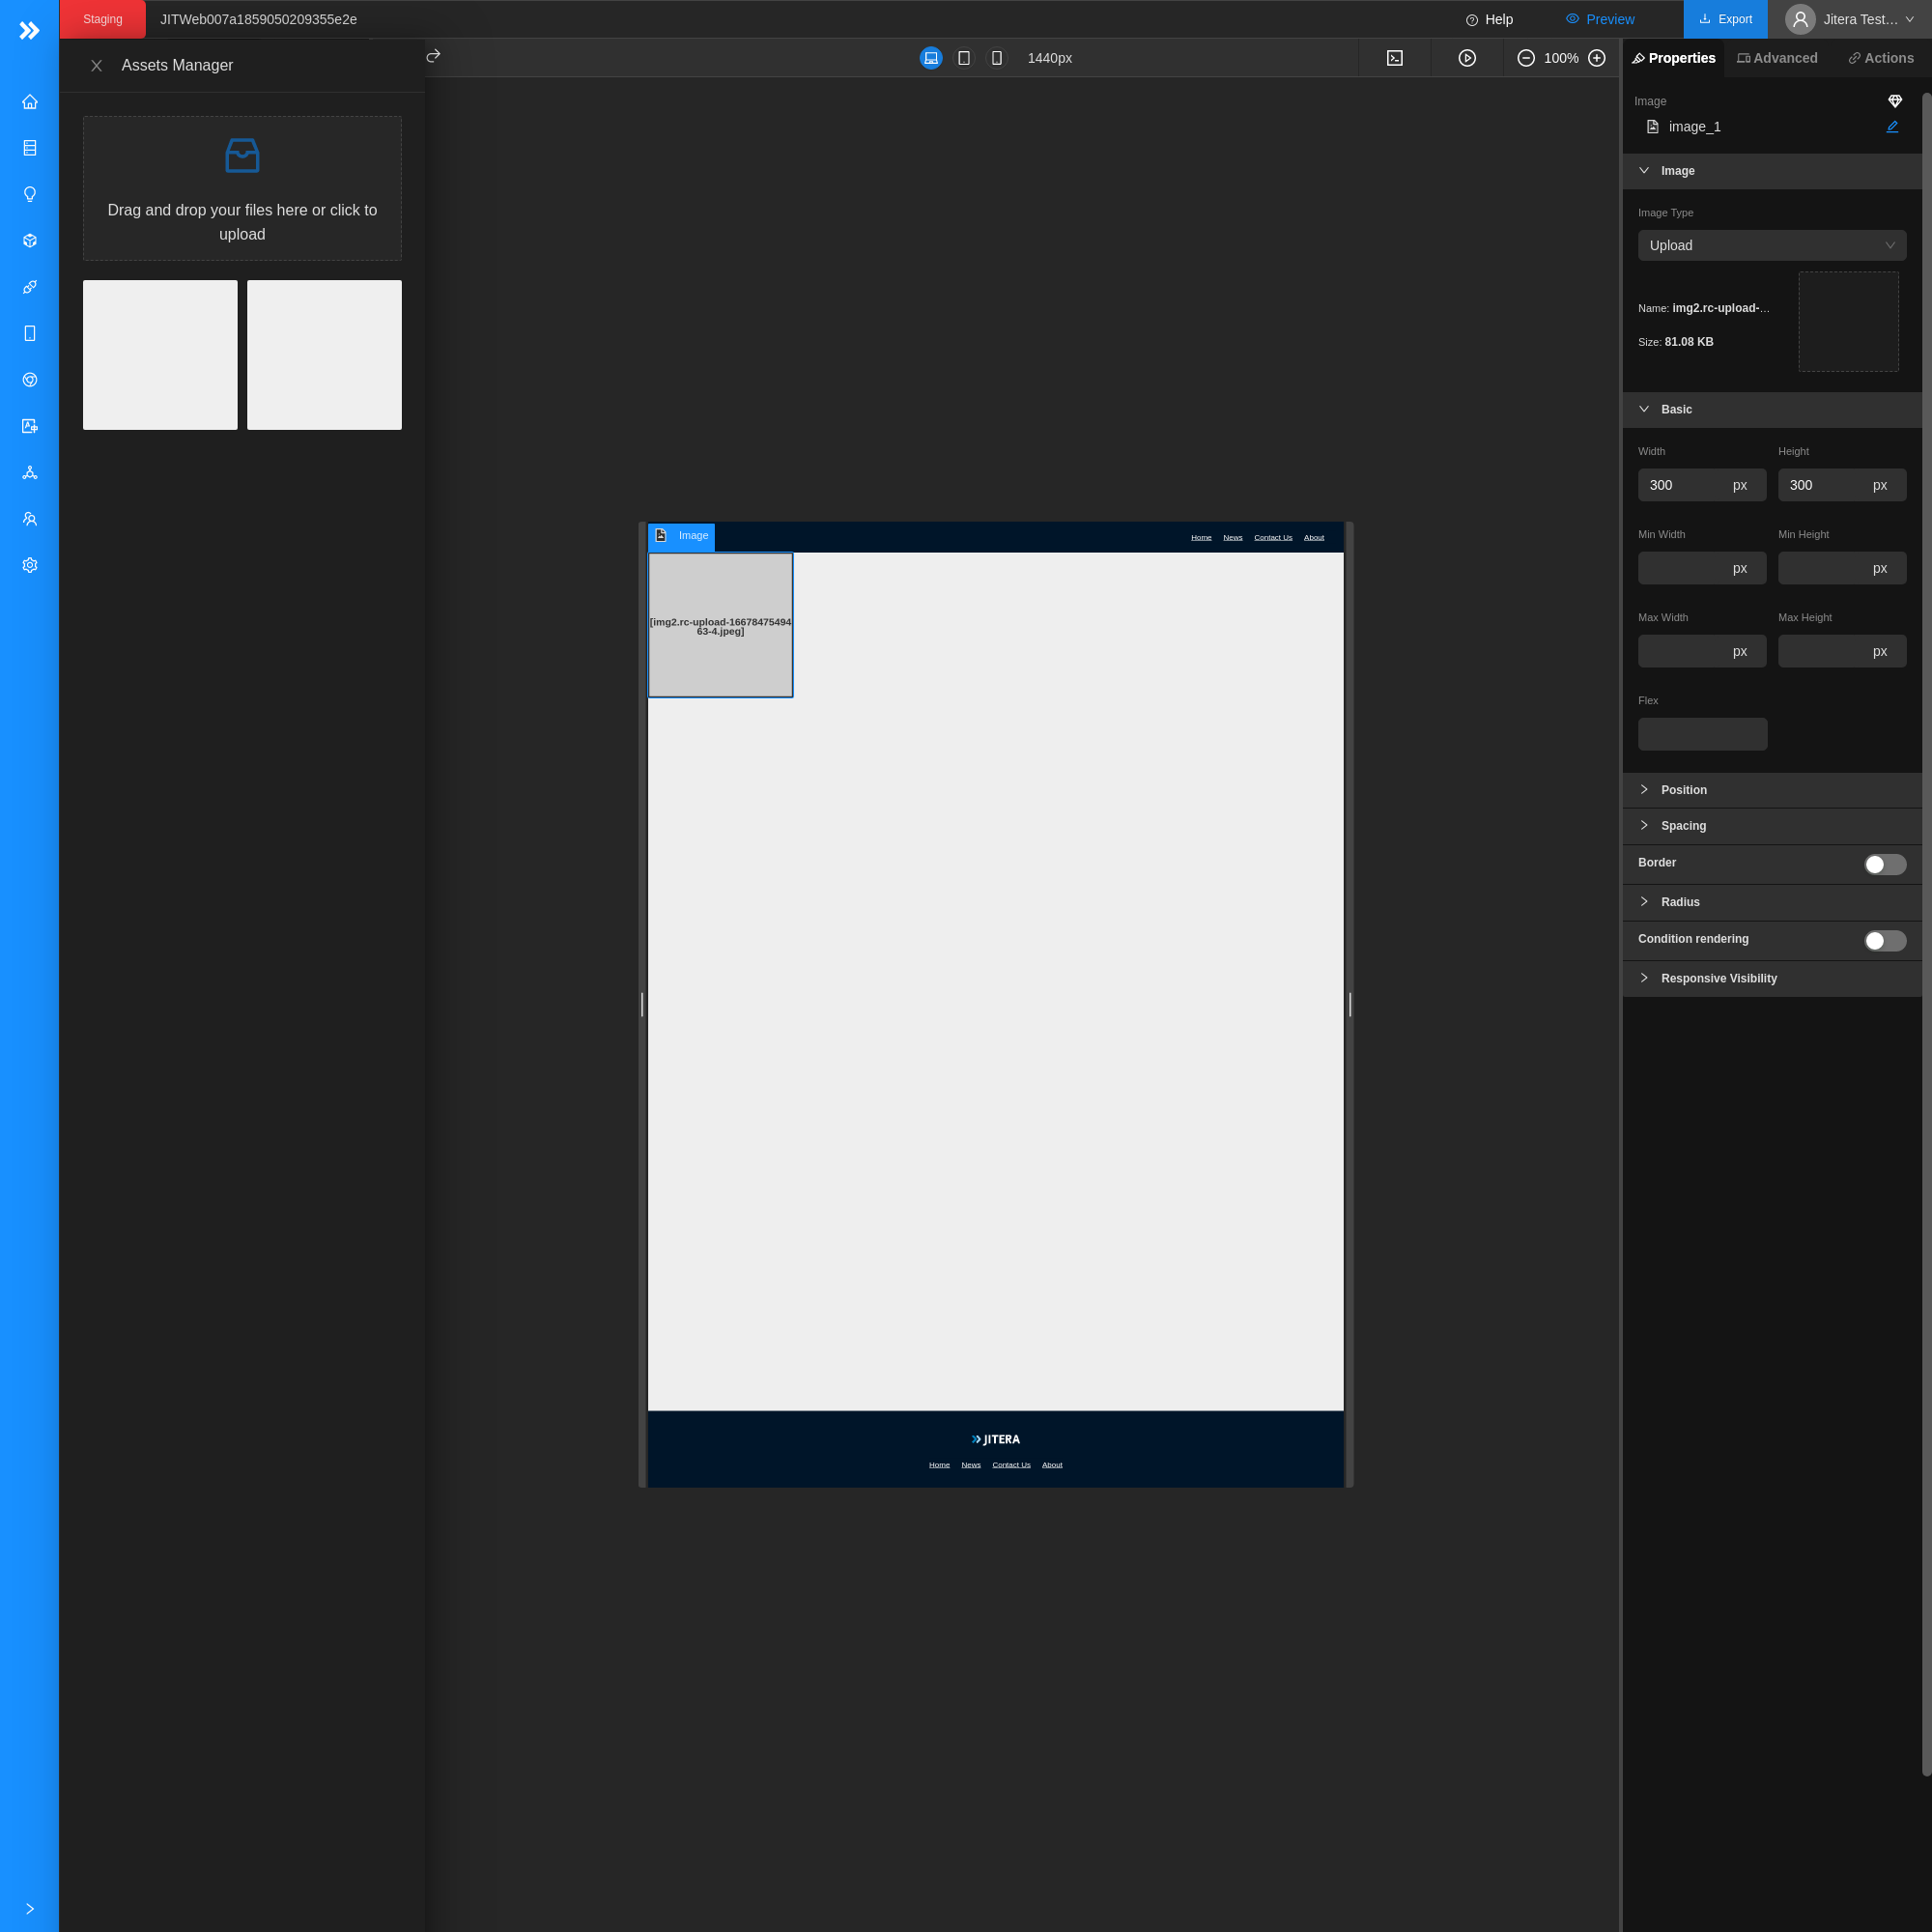 Staging
JITWeb007a1859050209355e2e
Help
Preview
Export
Jitera Test...
Assets Manager
1440px
100%
Properties
Advanced
Actions
Drag and drop your files here or click to
upload
Image
image_1
Image
Image Type
Upload
Name: img2.rc-upload-...
Size: 81.08 KB
Basic
Width
Height
300 px
300 px
Min Width
Min Height
px
px
Max Width
Max Height
px
px
Flex
Position
Spacing
Border
Radius
Condition rendering
Responsive Visibility
Image
Home News Contact Us About
[img2.rc-upload-16678475494
63-4.jpeg]
JITERA
Home News Contact Us About